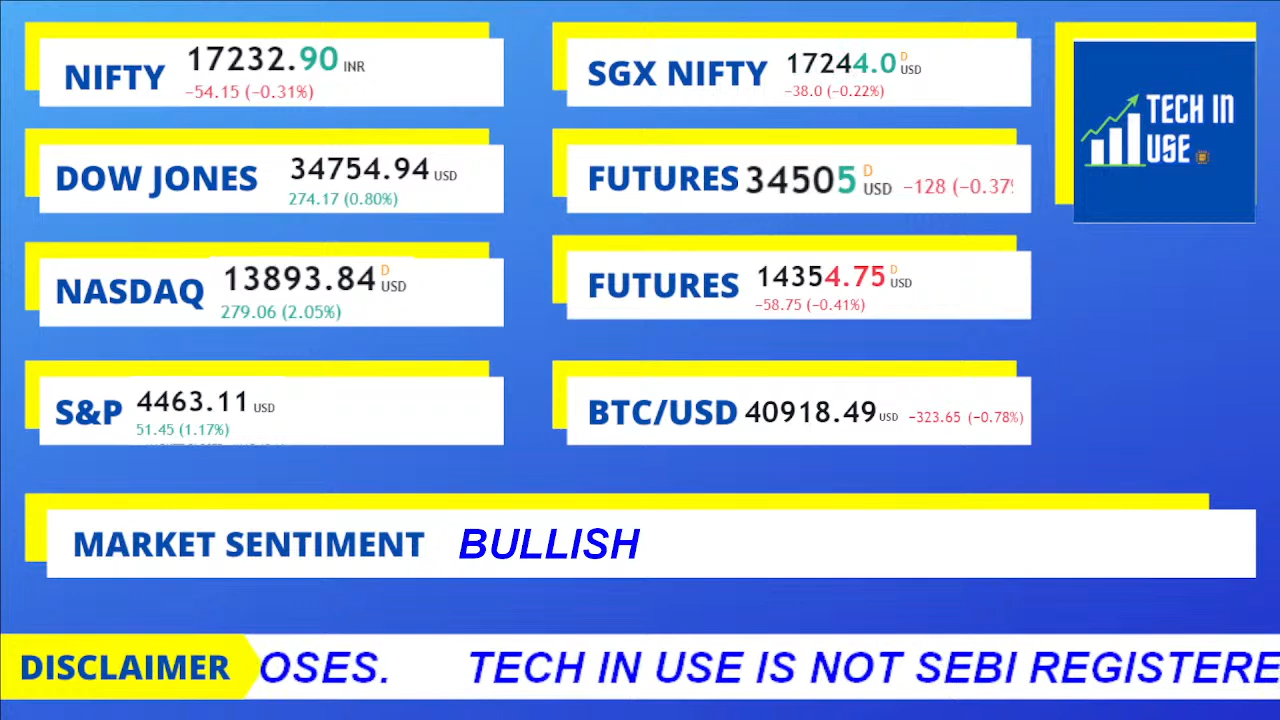 NIFTY 17232.90 INR
−54.15 (−0.31%)
SGX NIFTY 17244.0 D USD
−38.0 (−0.22%)
TECH IN
USE
DOW JONES 34754.94 USD
274.17 (0.80%)
FUTURES 34505 D USD −128 (−0.37%
NASDAQ 13893.84 D USD
279.06 (2.05%)
FUTURES 14354.75 D USD
−58.75 (−0.41%)
S&P 4463.11 USD
51.45 (1.17%)
BTC/USD 40918.49 USD −323.65 (−0.78%)
MARKET SENTIMENT BULLISH
DISCLAIMER OSES. TECH IN USE IS NOT SEBI REGISTERE